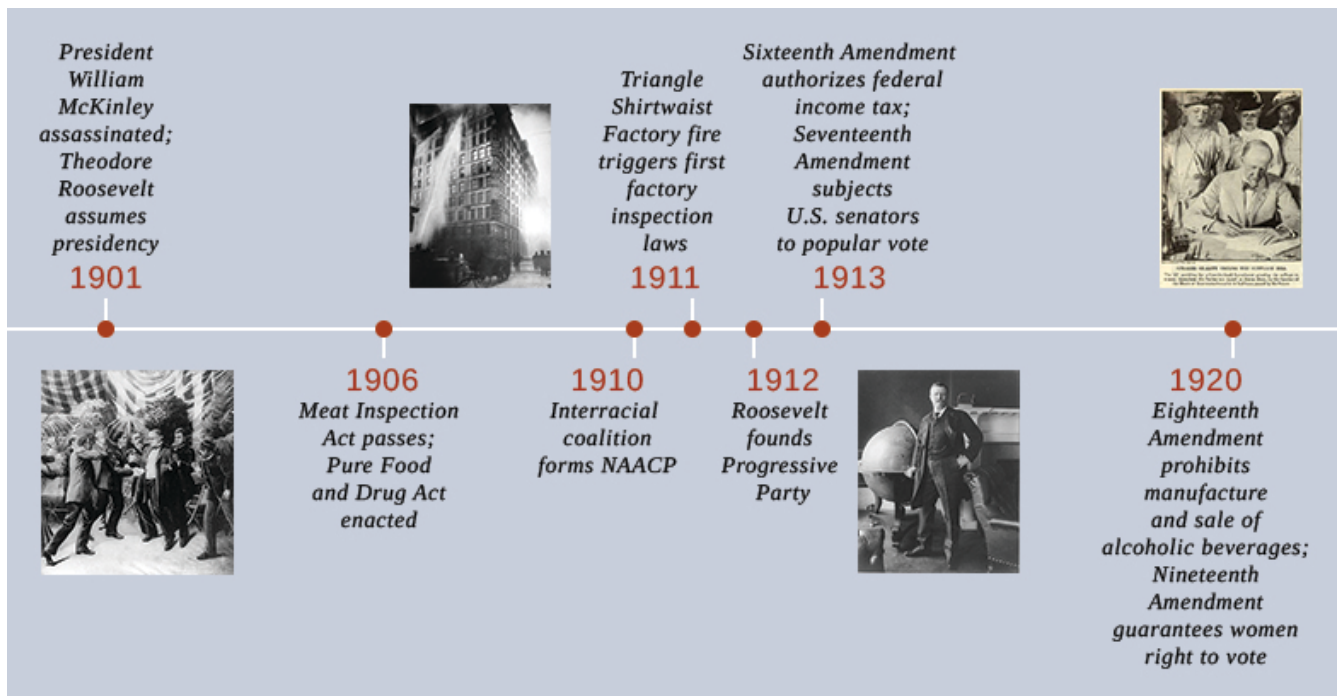 President
William
McKinley
assassinated;
Theodore
Roosevelt
assumes
presidency
1901
Meat Inspection
Act passes;
Pure Food
and Drug Act
enacted
1906
Interracial
coalition
forms NAACP
1910
Triangle
Shirtwaist
Factory fire
triggers first
factory
inspection
laws
1911
1912
Roosevelt
founds
Progressive
Party
Sixteenth Amendment
authorizes federal
income tax;
Seventeenth
Amendment
subjects
U.S. senators
to popular vote
1913
1920
Eighteenth
Amendment
prohibits
manufacture
and sale of
alcoholic beverages;
Nineteenth
Amendment
guarantees women
right to vote